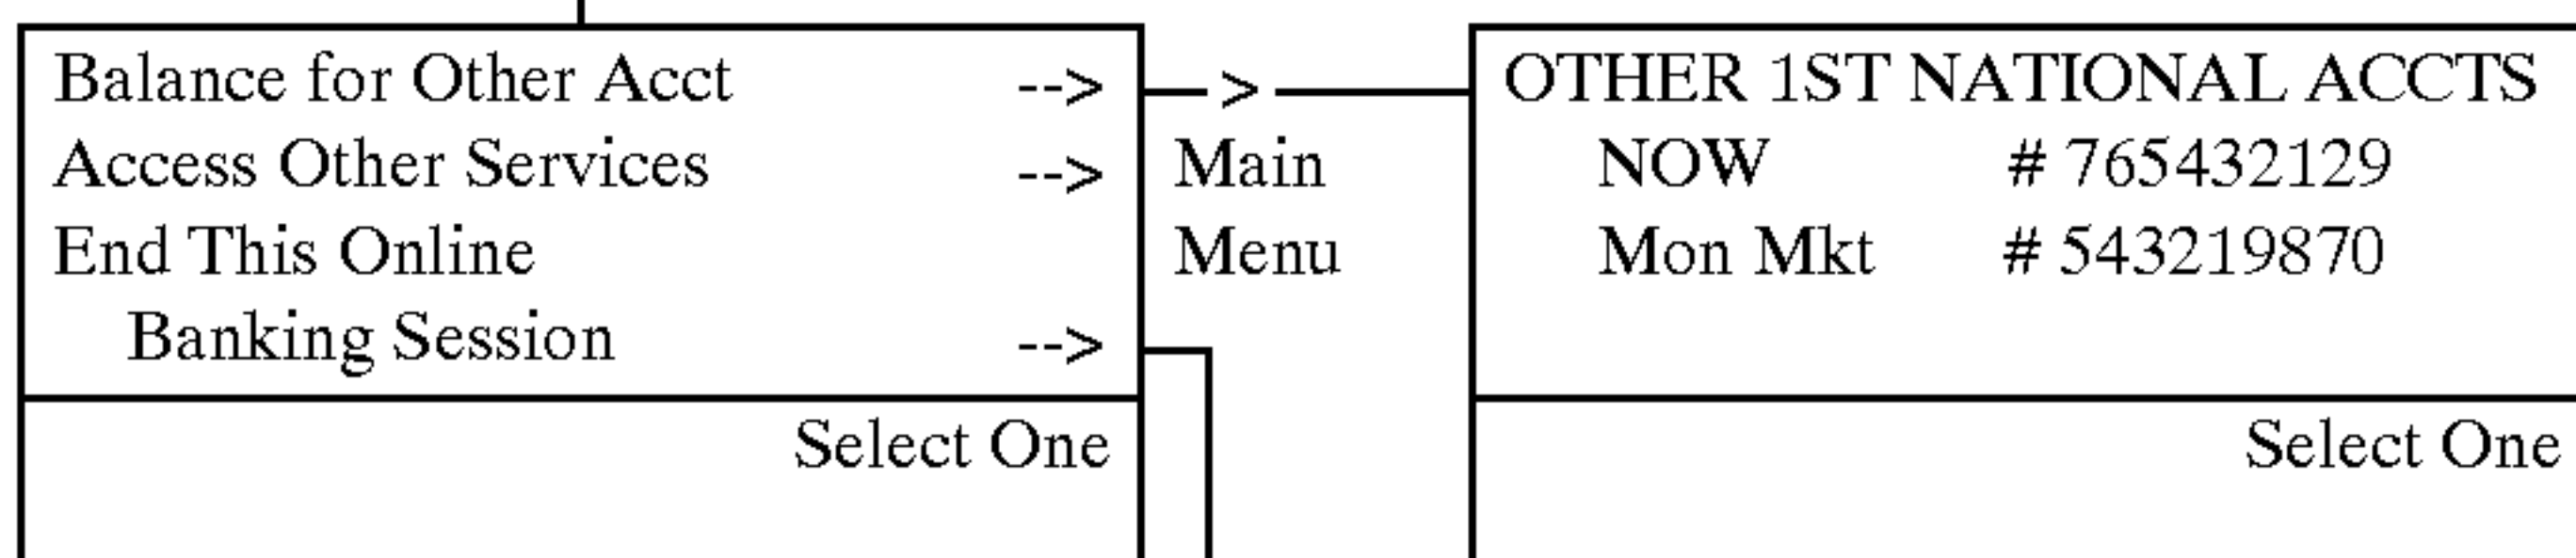 Balance for Other Acct -->
Access Other Services -->
End This Online
Banking Session -->
Select One
>
Main
Menu
OTHER 1ST NATIONAL ACCTS
NOW # 765432129
Mon Mkt # 543219870
Select One